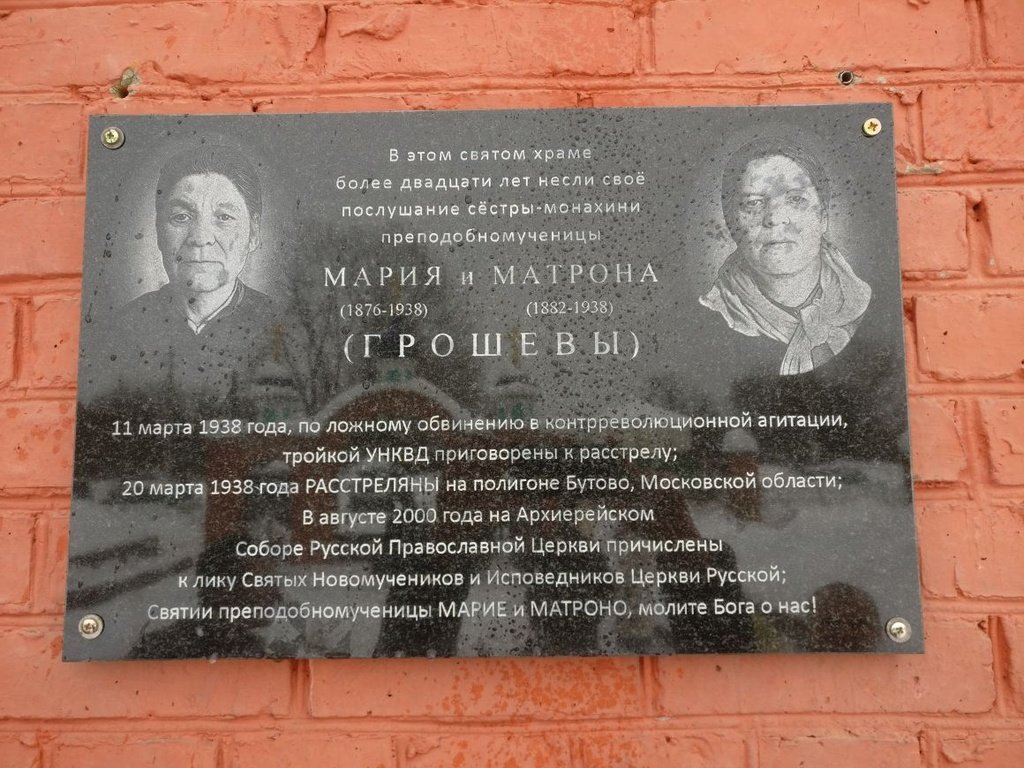 В этом святом храме
более двадцати лет несли своё
послушание сёстры-монахини
преподобномученицы
МАРИЯ и МАТРОНА
(1876-1938) (1882-1938)
(ГРОШЕВЫ)
11 марта 1938 года, по ложному обвинению в контрреволюционной агитации,
тройкой УНКВД приговорены к расстрелу;
20 марта 1938 года РАССТРЕЛЯНЫ на полигоне Бутово, Московской области;
В августе 2000 года на Архиерейском
Соборе Русской Православной Церкви причислены
к лику Святых Новомучеников и Исповедников Церкви Русской;
Святии преподобномученицы МАРИЕ и МАТРОНО, молите Бога о нас!